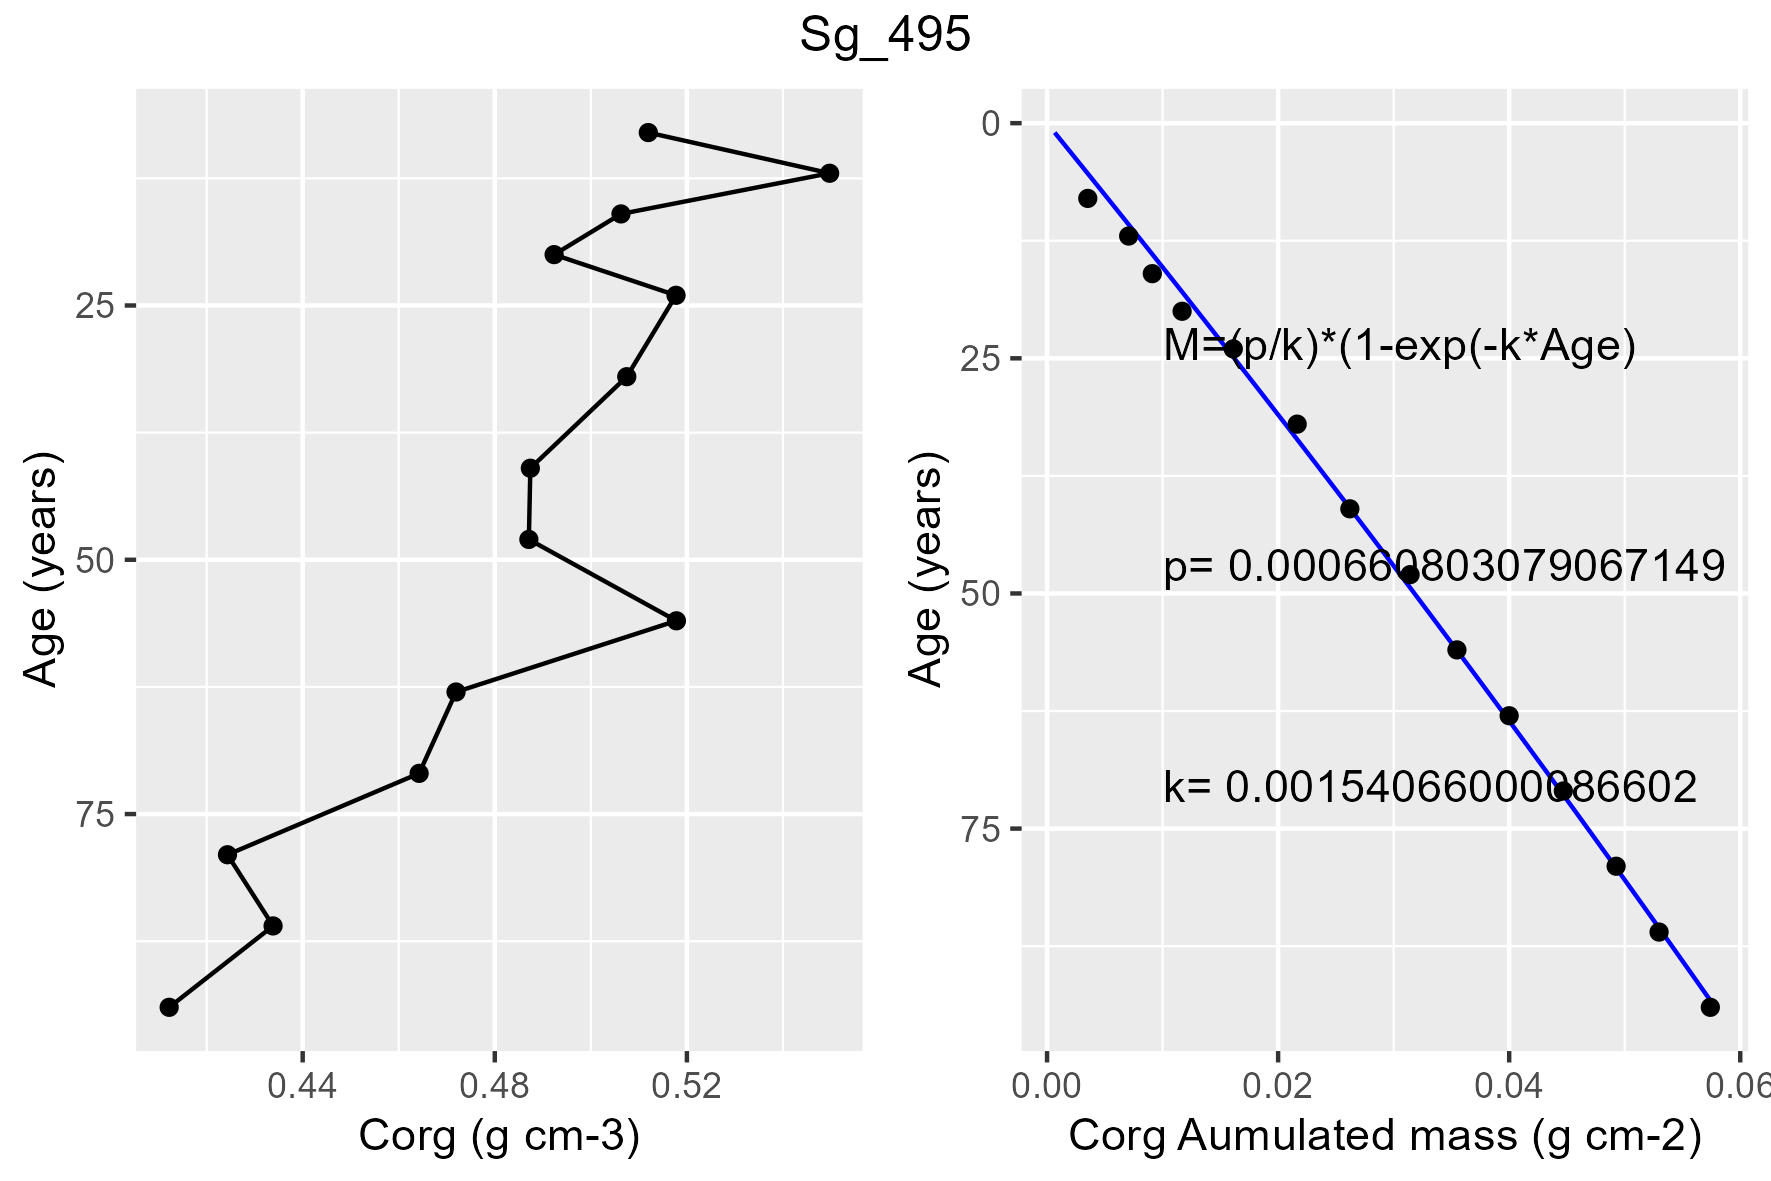 Sg_495
Age (years)
25
50
75
0.44
0.48
0.52
Corg (g cm-3)
Age (years)
0
25
50
75
M=(p/k)*(1-exp(-k*Age)
p= 0.000660803079067149
k= 0.00154066000086602
0.00
0.02
0.04
0.06
Corg Aumulated mass (g cm-2)